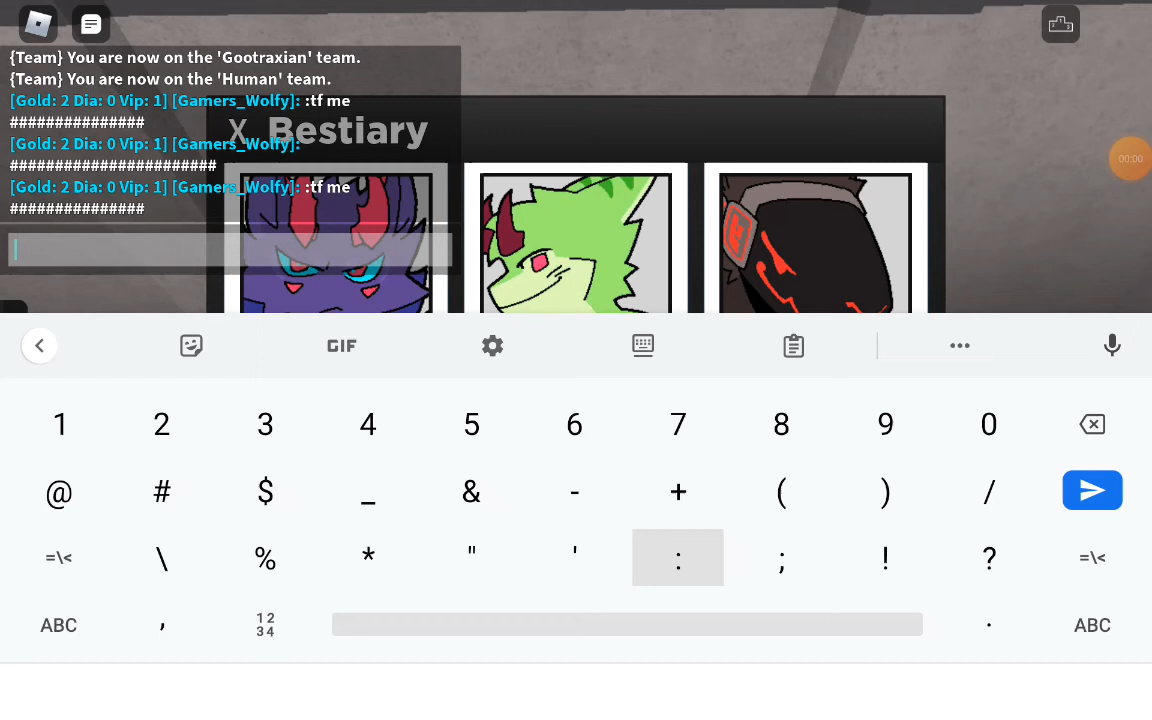 {Team} You are now on the 'Gootraxian' team.
{Team} You are now on the 'Human' team.
[Gold: 2 Dia: 0 Vip: 1] [Gamers_Wolfy]: :tf me
###############
[Gold: 2 Dia: 0 Vip: 1] [Gamers_Wolfy]:
#######################
[Gold: 2 Dia: 0 Vip: 1] [Gamers_Wolfy]: :tf me
###############
X Bestiary
00:00
GIF
1 2 3 4 5 6 7 8 9 0
@ # $ _ & - + ( ) /
=\< \ % * " ' : ; ! ? =\<
ABC , 12 34 . ABC